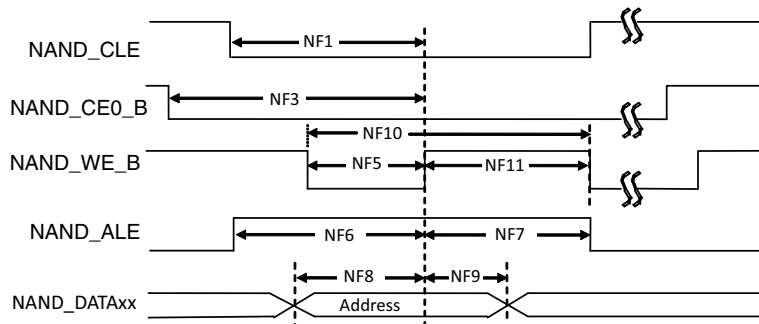 NAND_CLE
NF1
NAND_CE0_B
NF3
NF10
NAND_WE_B
NF5
NF11
NAND_ALE
NF6
NF7
NF8
NF9
NAND_DATAxx
Address